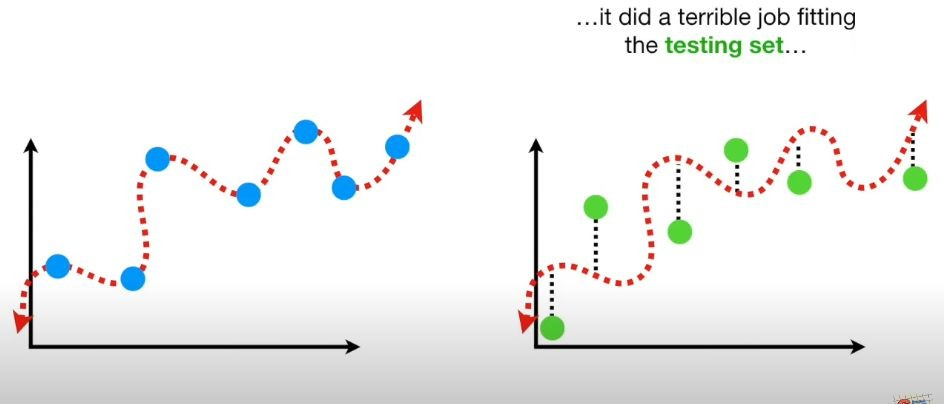 ...it did a terrible job fitting
the testing set...